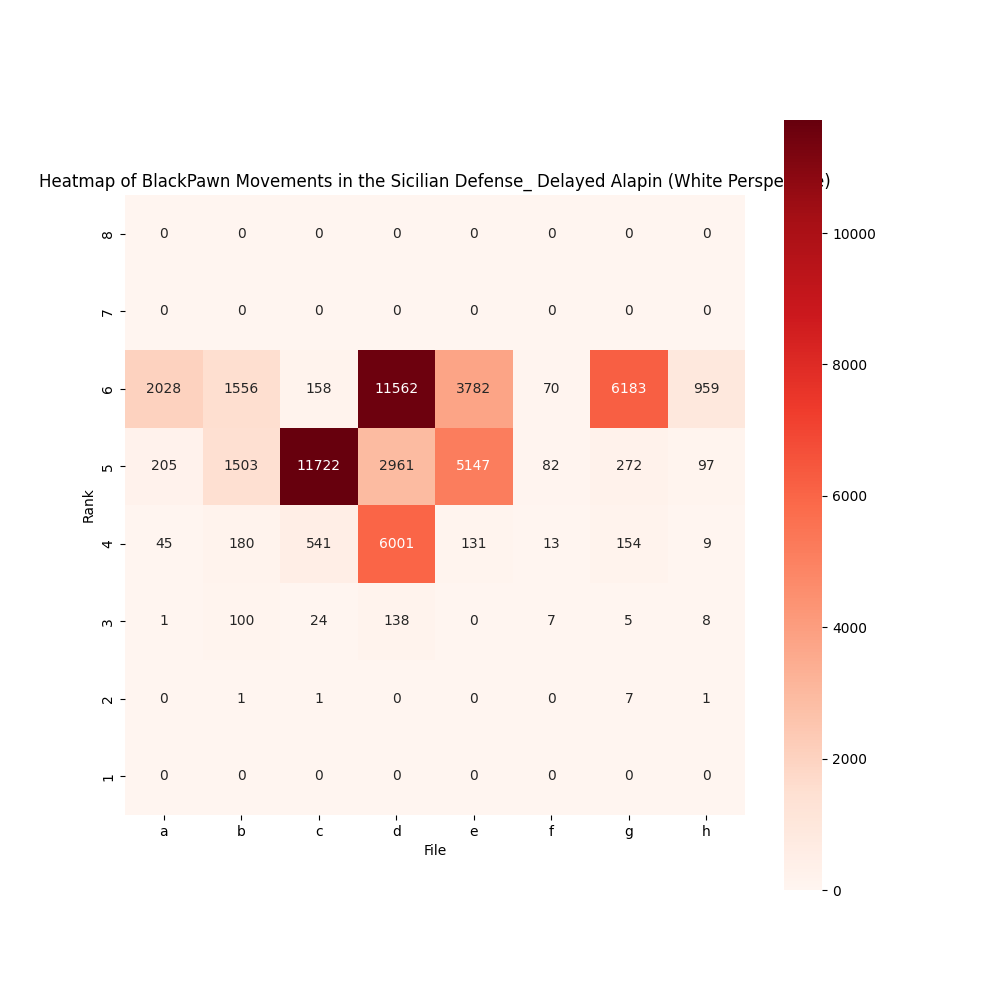 Heatmap of BlackPawn Movements in the Sicilian Defense_ Delayed Alapin (White Perspe e)
8 0 0 0 0 0 0 0 0
7 0 0 0 0 0 0 0 0
6 2028 1556 158 11562 3782 70 6183 959
5 205 1503 11722 2961 5147 82 272 97
4 45 180 541 6001 131 13 154 9
3 1 100 24 138 0 7 5 8
2 0 1 1 0 0 0 7 1
1 0 0 0 0 0 0 0 0
a b c d e f g h
File
Rank
10000
8000
6000
4000
2000
0